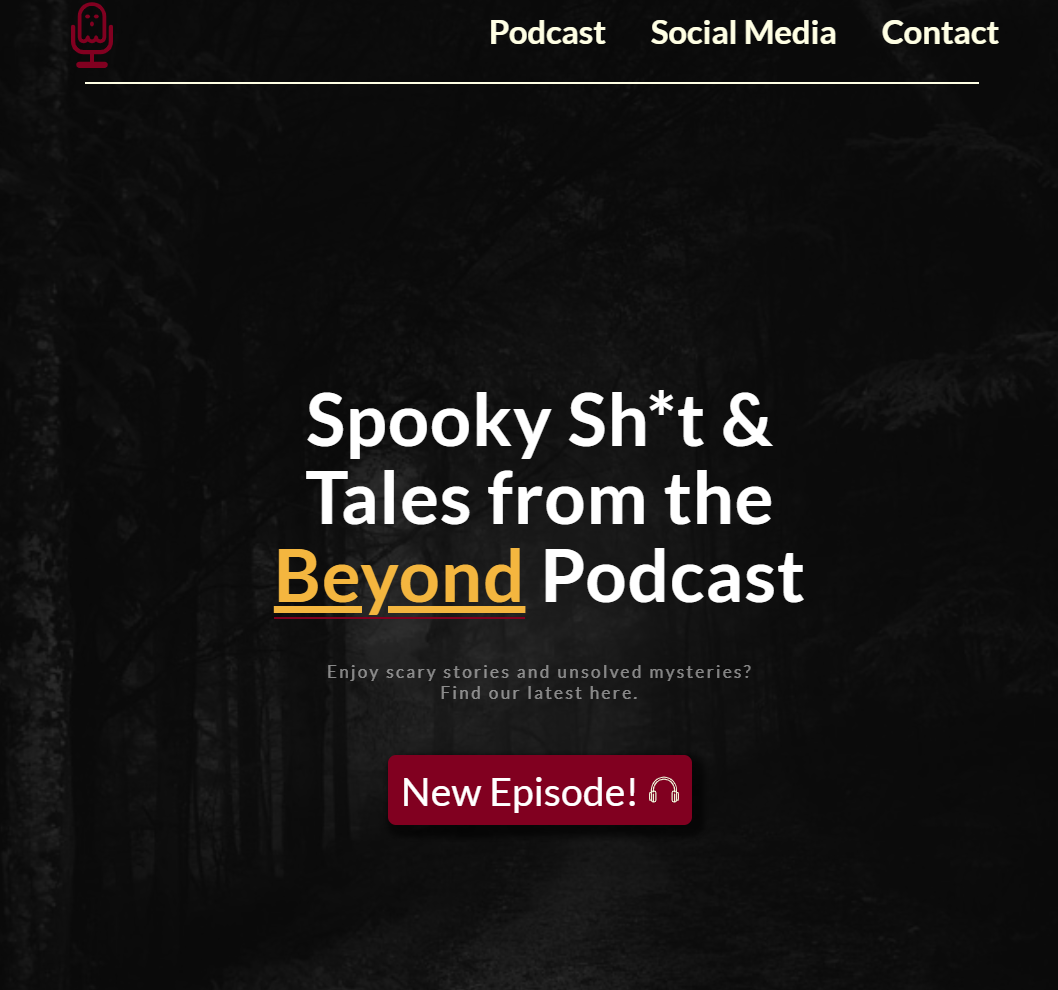 Podcast Social Media Contact
Spooky Sh*t &
Tales from the
Beyond Podcast
Enjoy scary stories and unsolved mysteries?
Find our latest here.
New Episode!